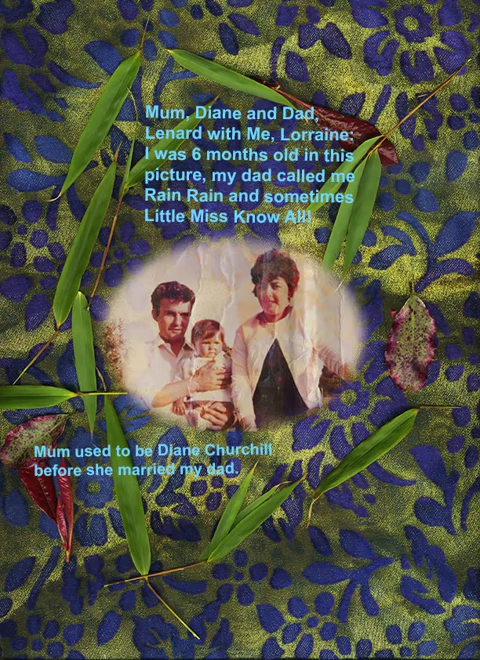 Mum, Diane and Dad,
Lenard with Me, Lorraine:
I was 6 months old in this
picture, my dad called me
Rain Rain and sometimes
Little Miss Know All!
Mum used to be Diane Churchill
before she married my dad.